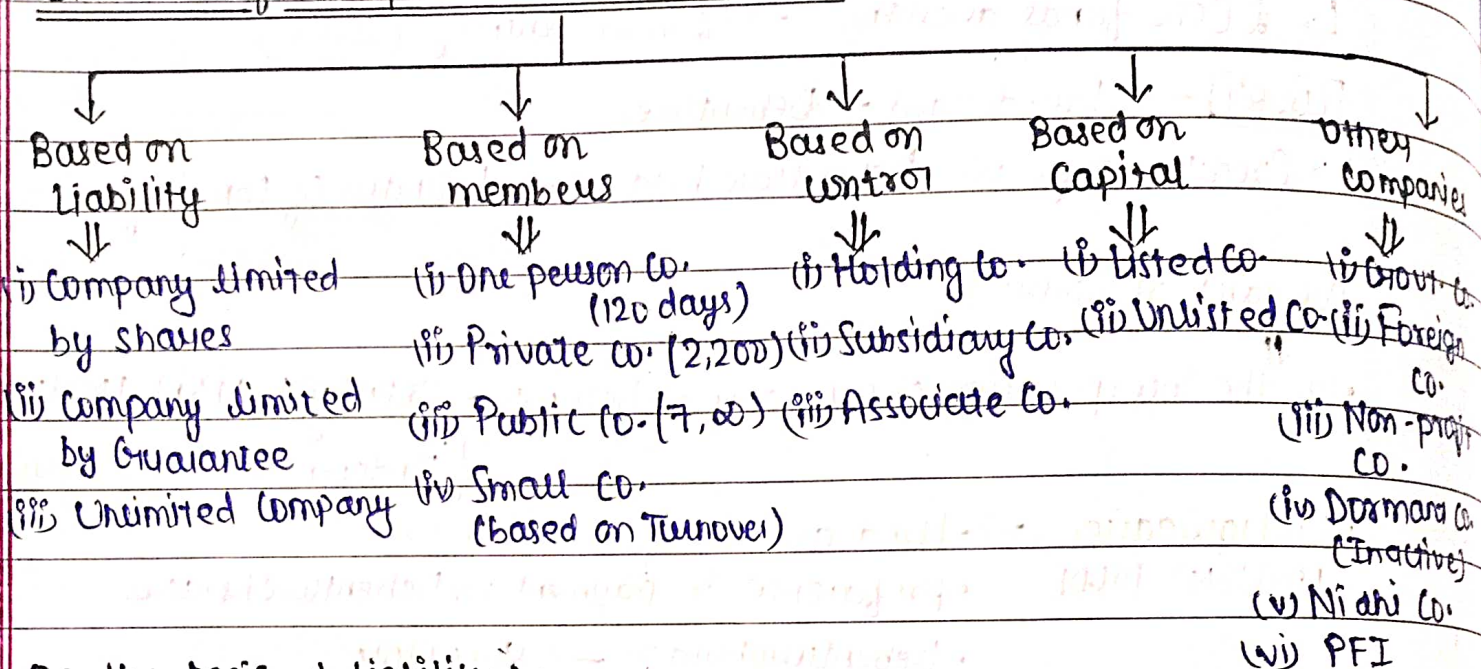 Based on
Liability
(i) Company limited
by shares
(ii) Company limited
by Guarantee
(iii) Unlimited Company
Based on
members
(i) One person Co.
(120 days)
(ii) Private Co. (2,200)
(iii) Public Co. (7,∞)
(iv) Small Co.
(based on Turnover)
Based on
control
(i) Holding Co.
(ii) Subsidiary Co.
(iii) Associate Co.
Based on
Capital
(i) Listed Co.
(ii) Unlisted Co.
Other
Companies
(i) Govt. Co.
(ii) Foreign
Co.
(iii) Non-profit
Co.
(iv) Dormant Co.
(Inactive)
(v) Nidhi Co.
(vi) PFI